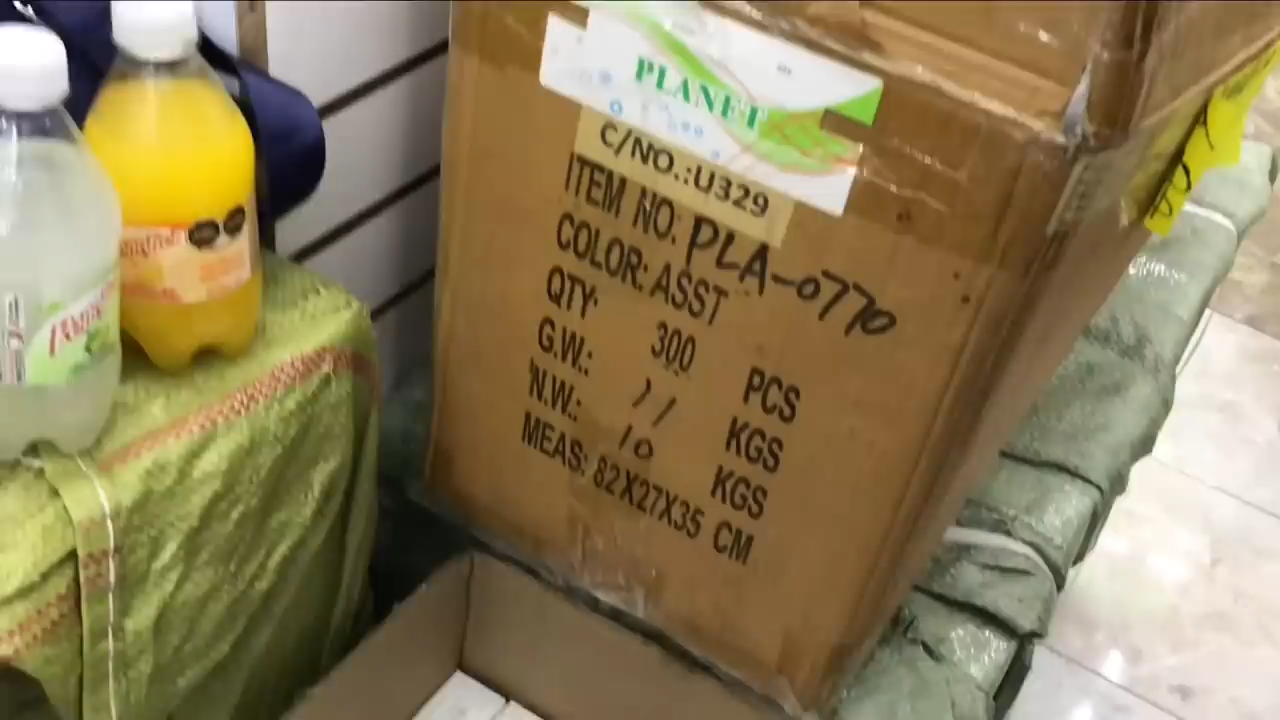 PLANET
C/NO.:U329
ITEM NO: PLA-0770
COLOR: ASST
QTY: 300 PCS
G.W.: 11 KGS
N.W.: 10 KGS
MEAS: 82X27X35 CM